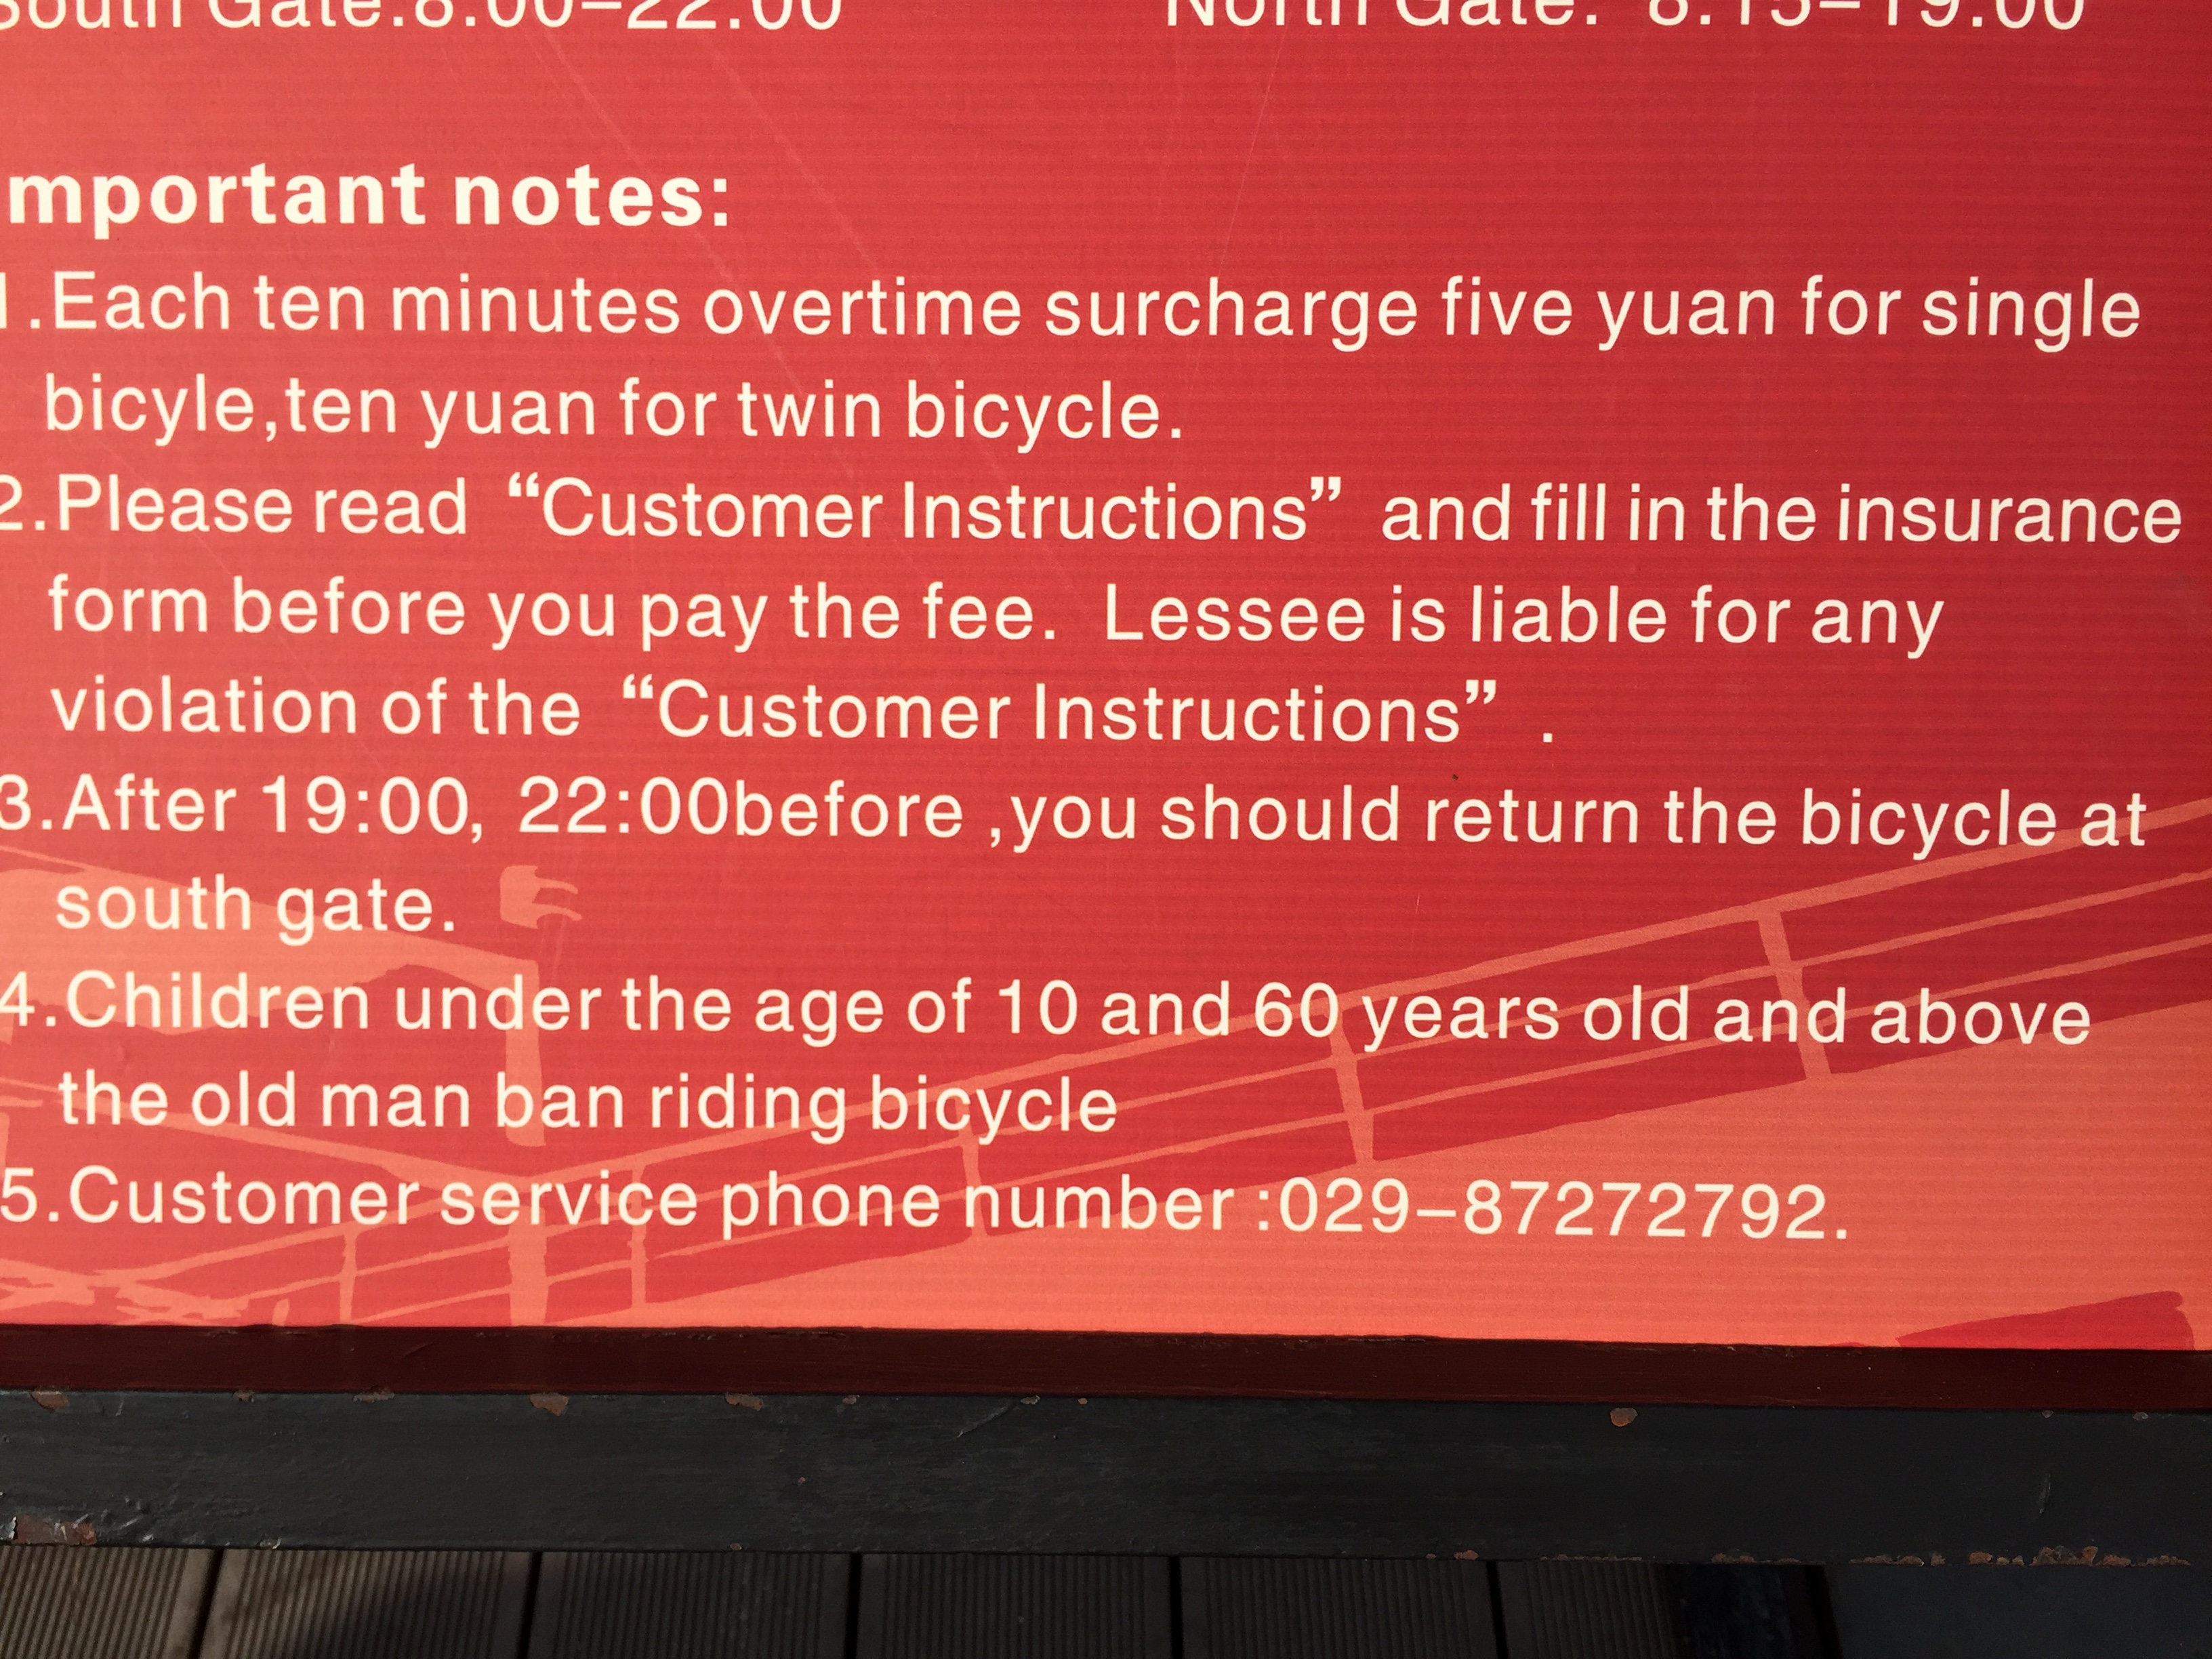 South Gate:8:00–22:00 North Gate: 8:15–19:00
mportant notes:
1.Each ten minutes overtime surcharge five yuan for single
bicyle,ten yuan for twin bicycle.
2.Please read “Customer Instructions” and fill in the insurance
form before you pay the fee. Lessee is liable for any
violation of the “Customer Instructions” .
3.After 19:00, 22:00before ,you should return the bicycle at
south gate.
4.Children under the age of 10 and 60 years old and above
the old man ban riding bicycle
5.Customer service phone number :029–87272792.